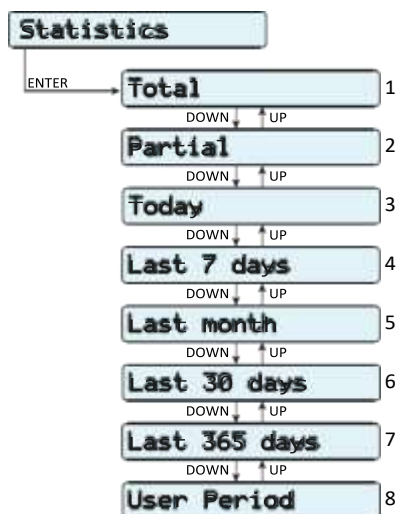 Statistics
ENTER
Total 1
DOWN UP
Partial 2
DOWN UP
Today 3
DOWN UP
Last 7 days 4
DOWN UP
Last month 5
DOWN UP
Last 30 days 6
DOWN UP
Last 365 days 7
DOWN UP
User Period 8